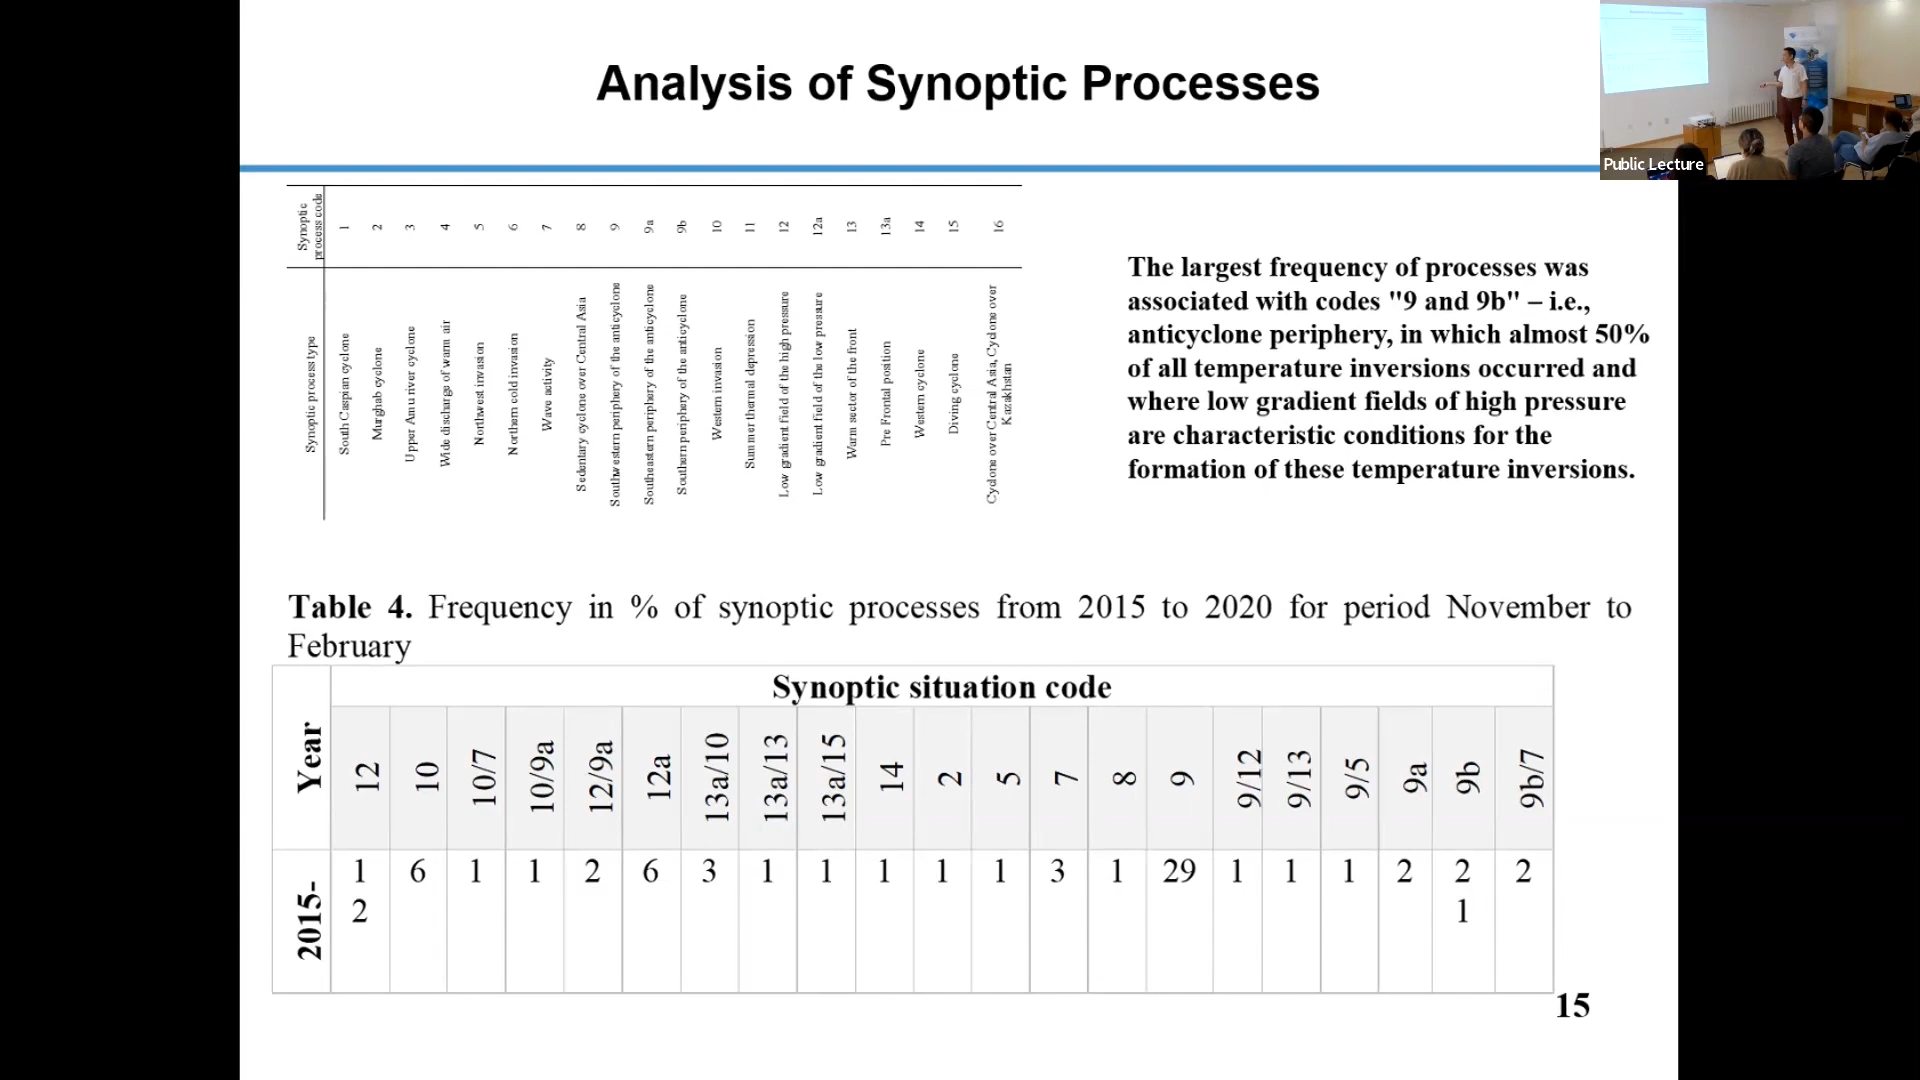 Analysis of Synoptic Processes
Public Lecture
Synoptic process code
1
2
3
4
5
6
7
8
9
9a
9b
10
11
12
12a
13
13a
14
15
16
Synoptic process type
South Caspian cyclone
Murghab cyclone
Upper Amu river cyclone
Wide discharge of warm air
Northwest invasion
Northern cold invasion
Wave activity
Sedentary cyclone over Central Asia
Southwestern periphery of the anticyclone
Southeastern periphery of the anticyclone
Southern periphery of the anticyclone
Western invasion
Summer thermal depression
Low gradient field of the high pressure
Low gradient field of the low pressure
Warm sector of the front
Pre Frontal position
Western cyclone
Diving cyclone
Cyclone over Central Asia, Cyclone over
Kazakhstan
The largest frequency of processes was
associated with codes "9 and 9b" – i.e.,
anticyclone periphery, in which almost 50%
of all temperature inversions occurred and
where low gradient fields of high pressure
are characteristic conditions for the
formation of these temperature inversions.
Table 4. Frequency in % of synoptic processes from 2015 to 2020 for period November to
February
Year
Synoptic situation code
12 10 10/7 10/9a 12/9a 12a 13a/10 13a/13 13a/15 14 2 5 7 8 9 9/12 9/13 9/5 9a 9b 9b/7
2015- 1 6 1 1 2 6 3 1 1 1 1 1 3 1 29 1 1 1 2 2 2
2 1
15